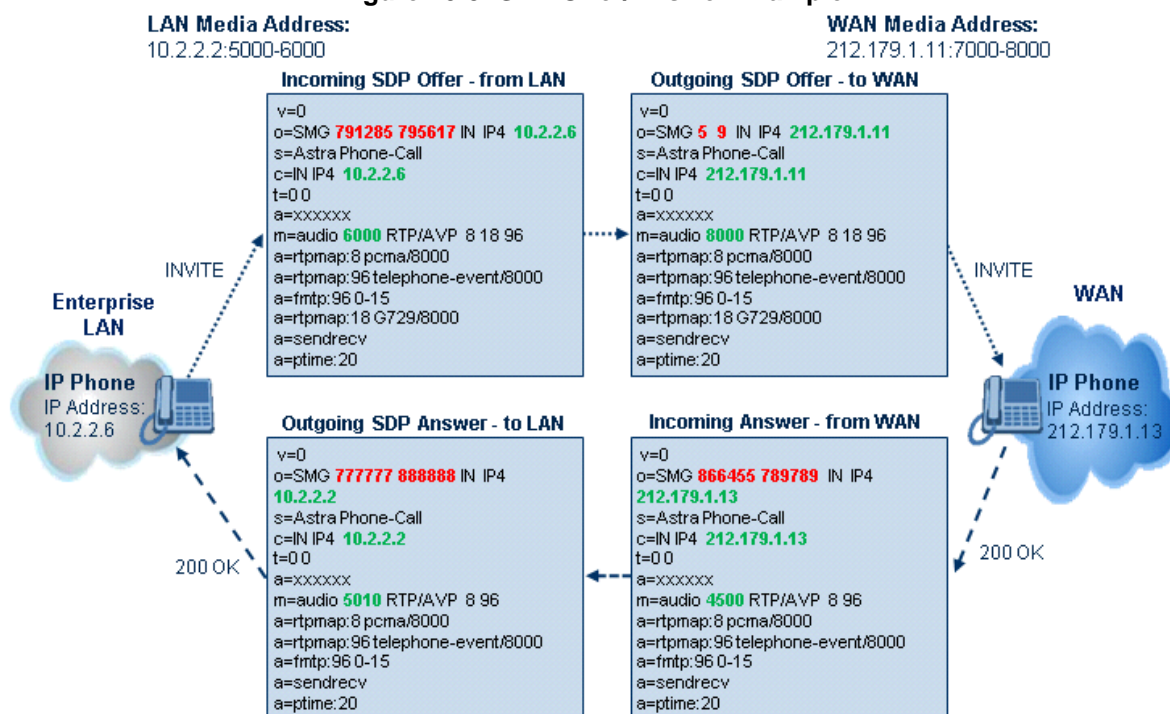 LAN Media Address:
10.2.2.2:5000-6000
WAN Media Address:
212.179.1.11:7000-8000
Incoming SDP Offer - from LAN
v=0
o=SMG 791285 795617 IN IP4 10.2.2.6
s=Astra Phone-Call
c=IN IP4 10.2.2.6
t=0 0
a=xxxxxx
m=audio 6000 RTP/AVP 8 18 96
a=rtpmap:8 pcma/8000
a=rtpmap:96 telephone-event/8000
a=fmtp:96 0-15
a=rtpmap:18 G729/8000
a=sendrecv
a=ptime:20
Outgoing SDP Offer - to WAN
v=0
o=SMG 5 9 IN IP4 212.179.1.11
s=Astra Phone-Call
c=IN IP4 212.179.1.11
t=0 0
a=xxxxxx
m=audio 8000 RTP/AVP 8 18 96
a=rtpmap:8 pcma/8000
a=rtpmap:96 telephone-event/8000
a=fmtp:96 0-15
a=rtpmap:18 G729/8000
a=sendrecv
a=ptime:20
INVITE
INVITE
Enterprise
LAN
IP Phone
IP Address:
10.2.2.6
WAN
IP Phone
IP Address:
212.179.1.13
Outgoing SDP Answer - to LAN
v=0
o=SMG 777777 888888 IN IP4
10.2.2.2
s=Astra Phone-Call
c=IN IP4 10.2.2.2
t=0 0
a=xxxxxx
m=audio 5010 RTP/AVP 8 96
a=rtpmap:8 pcma/8000
a=rtpmap:96 telephone-event/8000
a=fmtp:96 0-15
a=sendrecv
a=ptime:20
Incoming Answer - from WAN
v=0
o=SMG 866455 789789 IN IP4
212.179.1.13
s=Astra Phone-Call
c=IN IP4 212.179.1.13
t=0 0
a=xxxxxx
m=audio 4500 RTP/AVP 8 96
a=rtpmap:8 pcma/8000
a=rtpmap:96 telephone-event/8000
a=fmtp:96 0-15
a=sendrecv
a=ptime:20
200 OK
200 OK